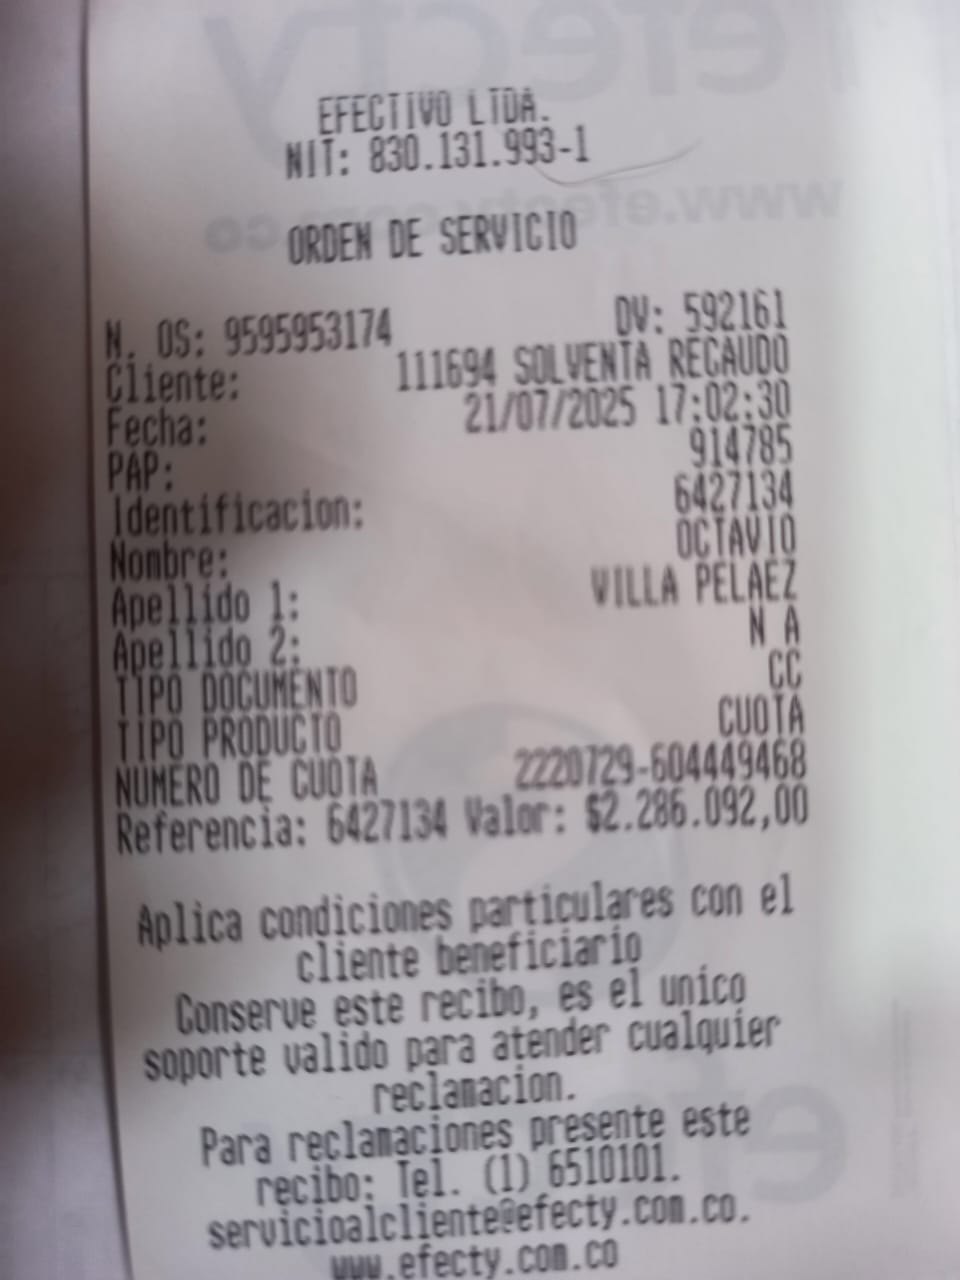 EFECTIVO LTDA.
NIT: 830.131.993-1
www.efecty.com.co
ORDEN DE SERVICIO
N. OS: 9595953174 DV: 592161
Cliente: 111694 SOLVENTA RECAUDO
Fecha: 21/07/2025 17:02:30
PAP: 914785
Identificacion: 6427134
Nombre: OCTAVIO
Apellido 1: VILLA PELAEZ
Apellido 2: N A
TIPO DOCUMENTO CC
TIPO PRODUCTO CUOTA
NUMERO DE CUOTA 2220729-604449468
Referencia: 6427134 Valor: $2.286.092,00
Aplica condiciones particulares con el
cliente beneficiario
Conserve este recibo, es el unico
soporte valido para atender cualquier
reclamacion.
Para reclamaciones presente este
recibo: Tel. (1) 6510101.
servicioalcliente@efecty.com.co.
www.efecty.com.co